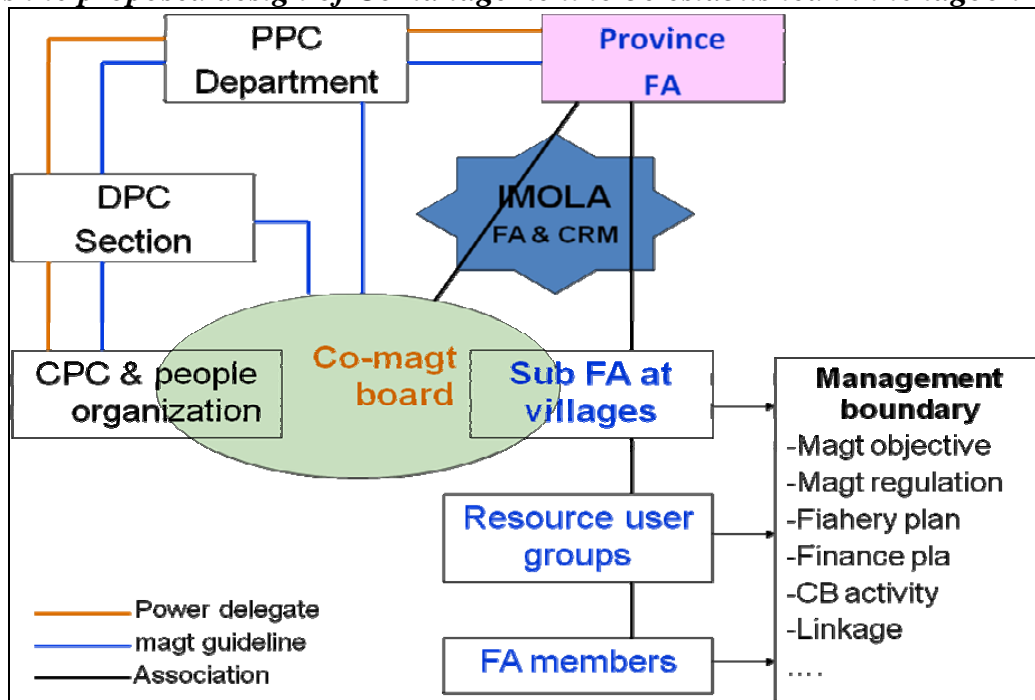 PPC
Department
Province
FA
DPC
Section
IMOLA
FA & CRM
CPC & people
organization
Co-magt
board
Sub FA at
villages
Management
boundary
-Magt objective
-Magt regulation
-Fiahery plan
-Finance pla
-CB activity
-Linkage
....
Resource user
groups
FA members
Power delegate
magt guideline
Association